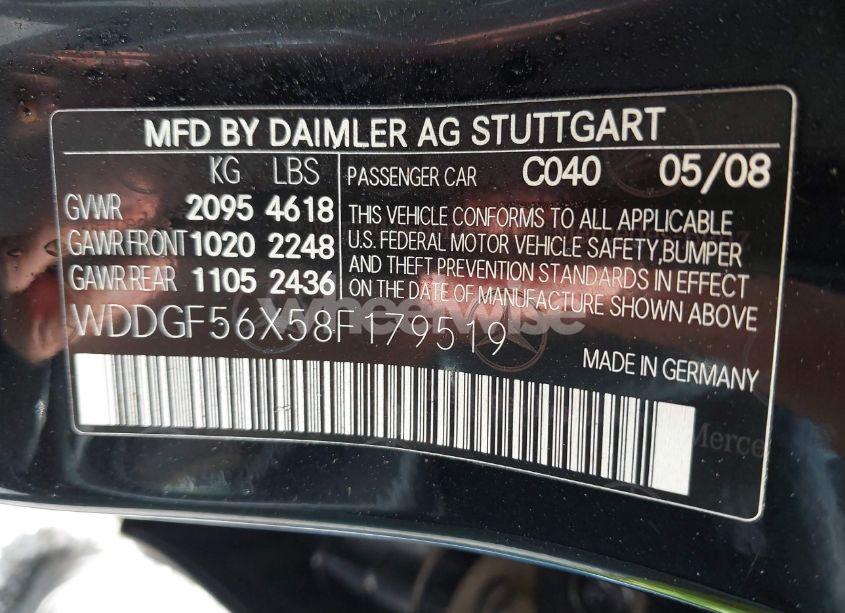 MFD BY DAIMLER AG STUTTGART
KG LBS
GVWR 2095 4618
GAWR FRONT 1020 2248
GAWR REAR 1105 2436
PASSENGER CAR C040 05/08
THIS VEHICLE CONFORMS TO ALL APPLICABLE
U.S. FEDERAL MOTOR VEHICLE SAFETY,BUMPER
AND THEFT PREVENTION STANDARDS IN EFFECT
ON THE DATE OF MANUFACTURE SHOWN ABOVE
WDDGF56X58F179519
wheelwise
MADE IN GERMANY